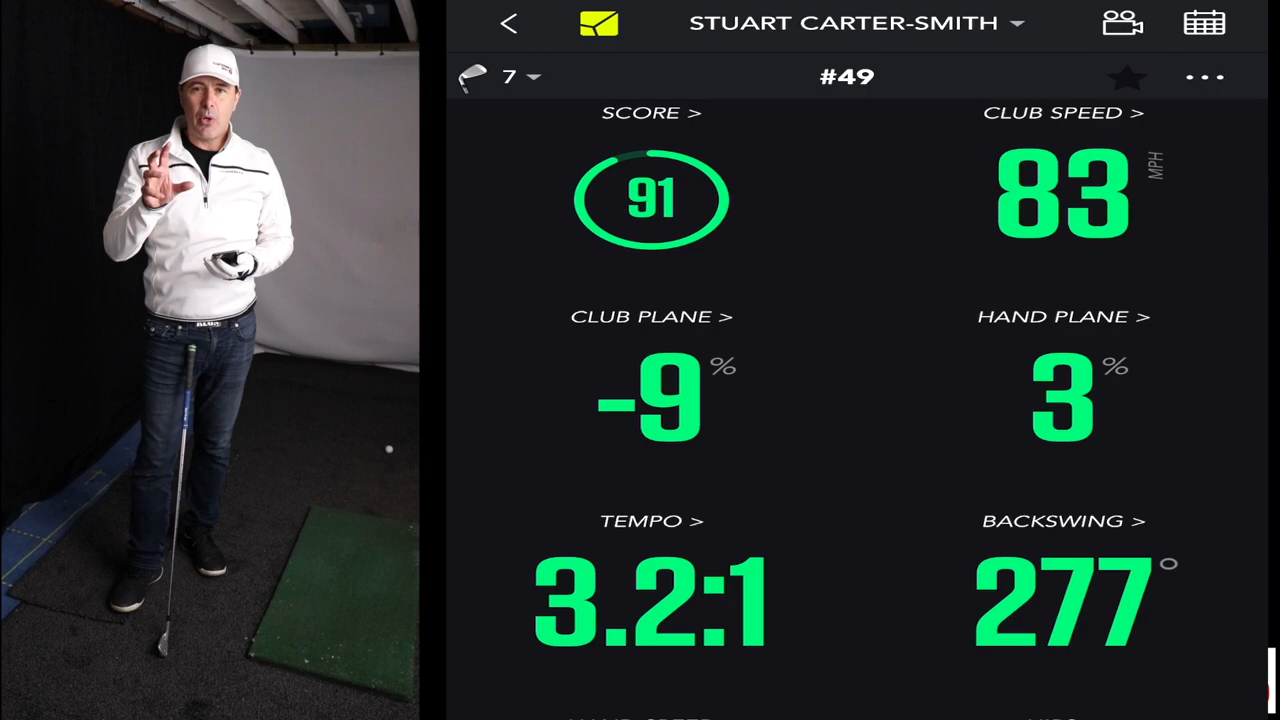 STUART CARTER-SMITH
7
#49
SCORE >
CLUB SPEED >
91
83
MPH
CLUB PLANE >
HAND PLANE >
-9%
3%
TEMPO >
BACKSWING >
3.2:1
277°